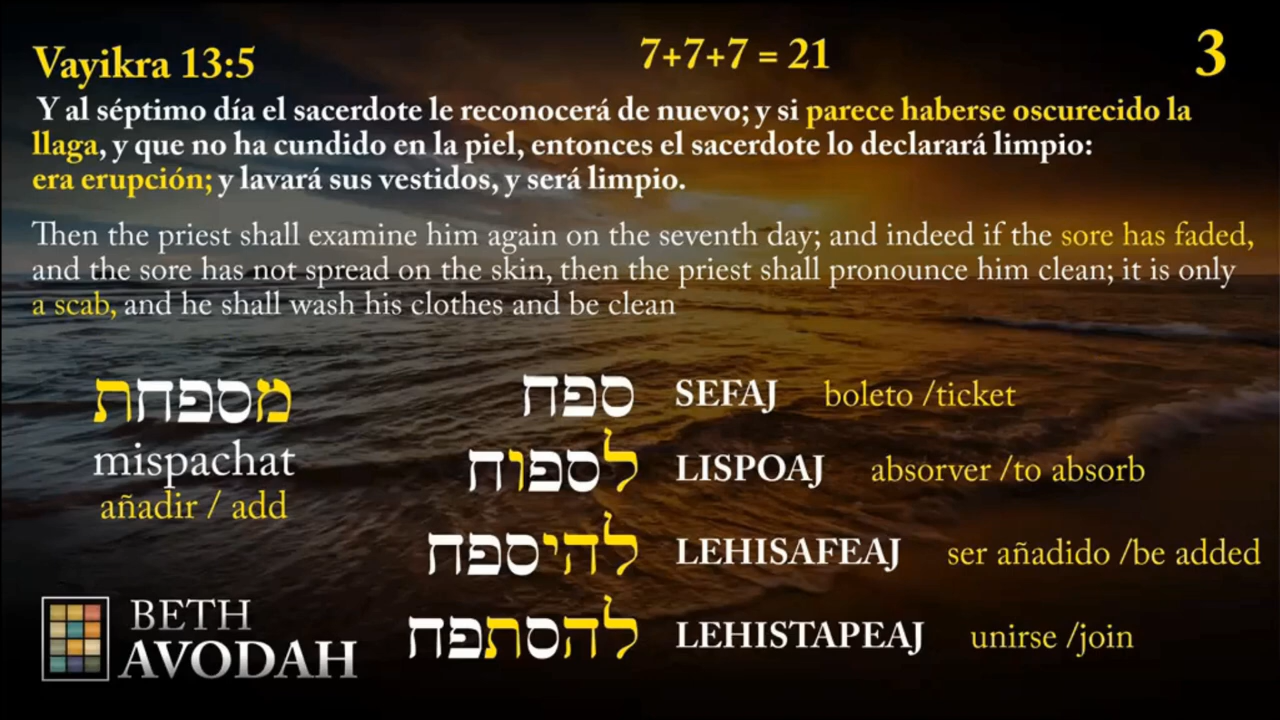 Vayikra 13:5
7+7+7 = 21
3
Y al séptimo día el sacerdote le reconocerá de nuevo; y si parece haberse oscurecido la
llaga, y que no ha cundido en la piel, entonces el sacerdote lo declarará limpio:
era erupción; y lavará sus vestidos, y será limpio.
Then the priest shall examine him again on the seventh day; and indeed if the sore has faded,
and the sore has not spread on the skin, then the priest shall pronounce him clean; it is only
a scab, and he shall wash his clothes and be clean
מספחת
mispachat
añadir / add
ספח SEFAJ boleto /ticket
לספוח LISPOAJ absorver /to absorb
להיספח LEHISAFEAJ ser añadido /be added
להסתפח LEHISTAPEAJ unirse /join
BETH
AVODAH